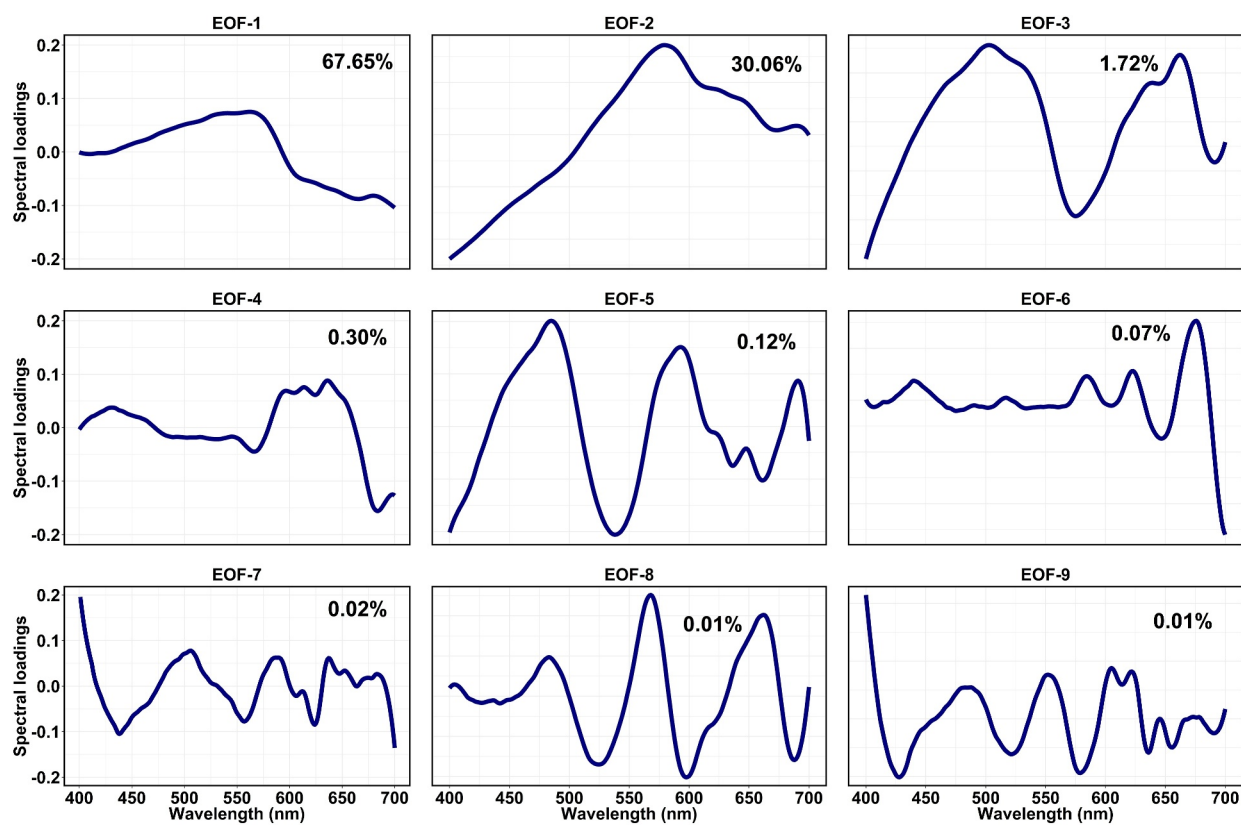 EOF-1 EOF-2 EOF-3
67.65% 30.06% 1.72%
Spectral loadings
0.2
0.1
0.0
-0.1
-0.2
EOF-4 EOF-5 EOF-6
0.30% 0.12% 0.07%
Spectral loadings
0.2
0.1
0.0
-0.1
-0.2
EOF-7 EOF-8 EOF-9
0.02% 0.01% 0.01%
Spectral loadings
0.2
0.1
0.0
-0.1
-0.2
400 450 500 550 600 650 700 400 450 500 550 600 650 700 400 450 500 550 600 650 700
Wavelength (nm) Wavelength (nm) Wavelength (nm)